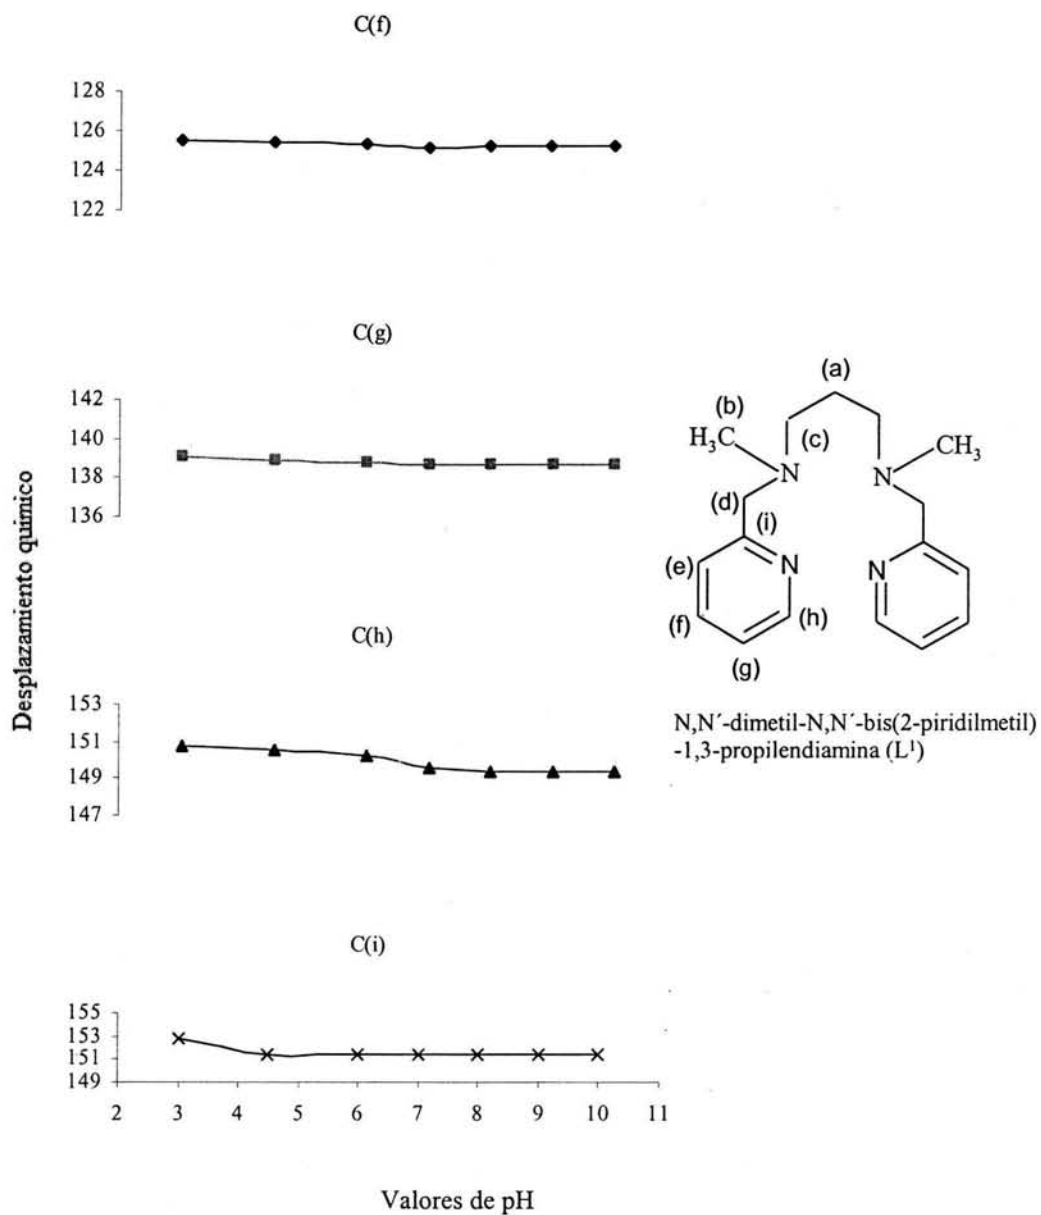 C(f)
128
126
124
122
C(g)
142
140
138
136
C(h)
153
151
149
147
C(i)
155
153
151
149
2 3 4 5 6 7 8 9 10 11
Valores de pH
Desplazamiento químico
(a)
(b)
H₃C
(c)
CH₃
N
N
(d)
(i)
(e)
N
N
(f)
(h)
(g)
N,N´-dimetil-N,N´-bis(2-piridilmetil)
-1,3-propilendiamina (L¹)